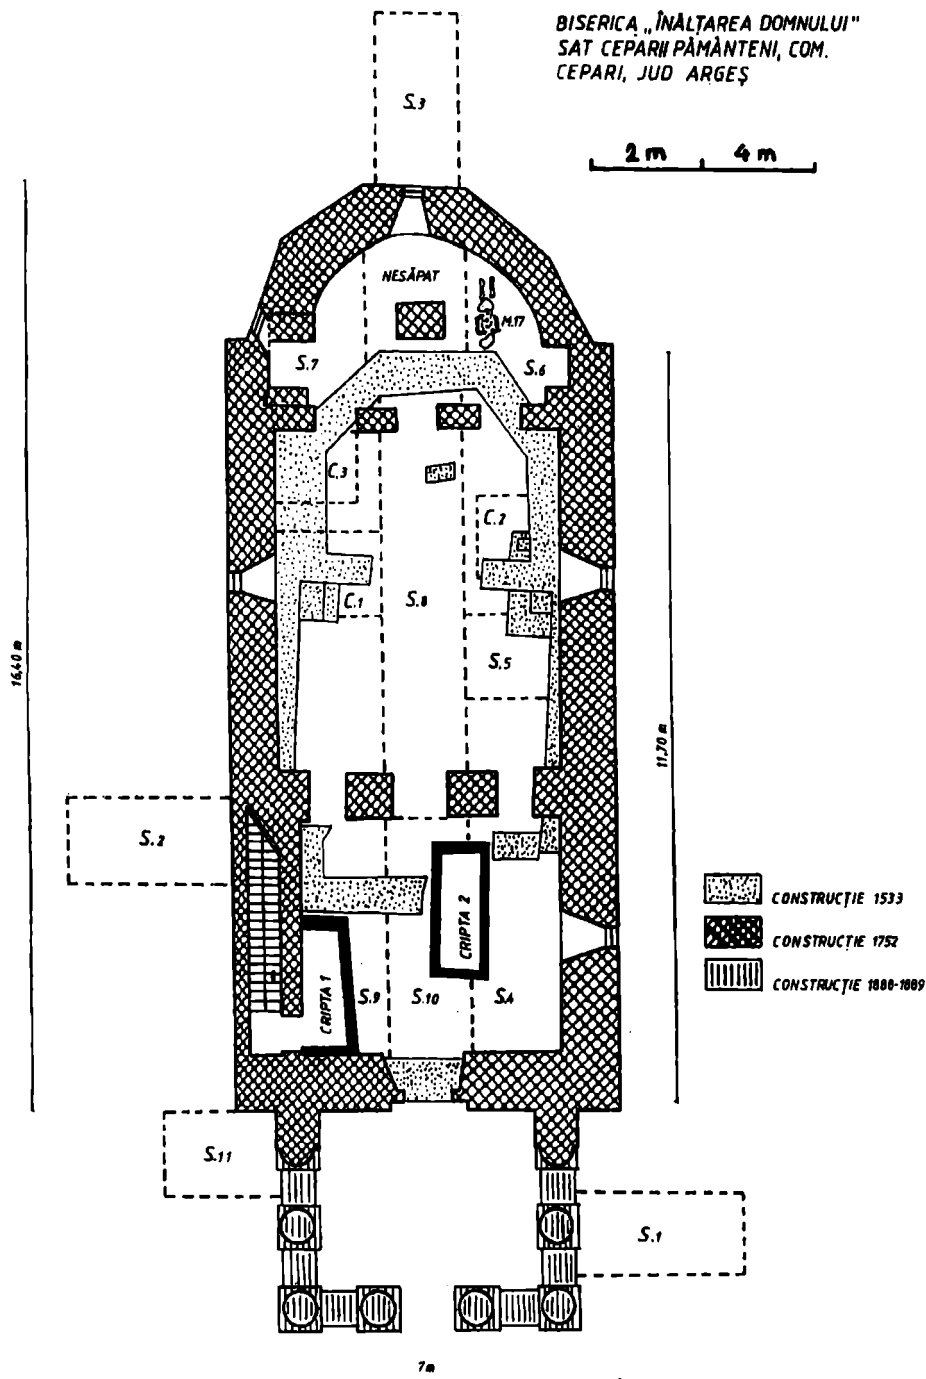 BISERICA „ÎNĂLȚAREA DOMNULUI"
SAT CEPARII PĂMÂNTENI, COM.
CEPARI, JUD ARGEȘ
2 m 4 m
S.3
NESĂPAT
M.17
S.7
S.6
C.3
C.2
C.1
S.8
S.5
16,40 m
11,70 m
S.2
CRIPTA 2
CRIPTA 1
S.9
S.10
S.4
CONSTRUCȚIE 1533
CONSTRUCȚIE 1752
CONSTRUCȚIE 1888-1889
S.11
S.1
7m